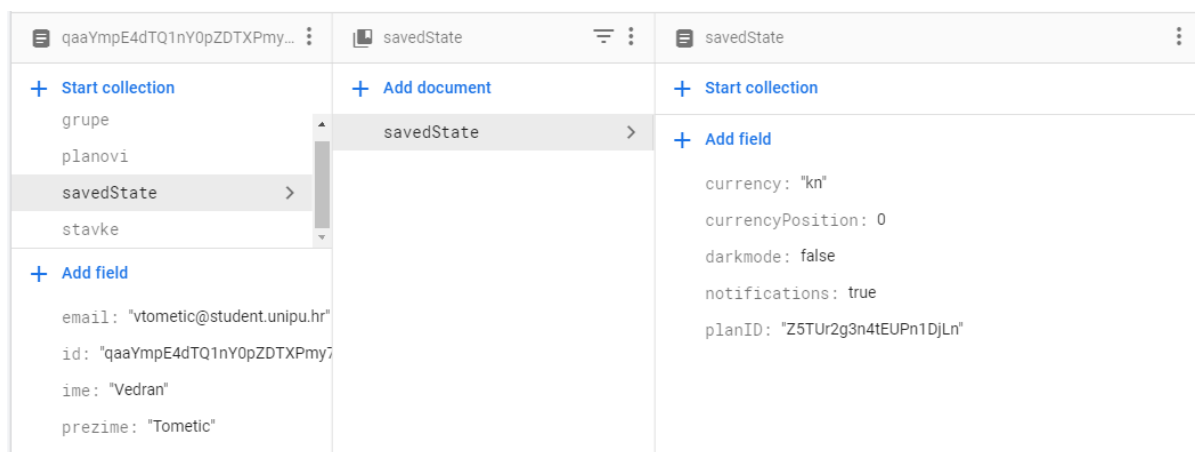 qaaYmpE4dTQ1nY0pZDTXPmy...
Start collection
grupe
planovi
savedState
stavke
Add field
email: "vtometic@student.unipu.hr"
id: "qaaYmpE4dTQ1nY0pZDTXPmy7
ime: "Vedran"
prezime: "Tometic"
savedState
Add document
savedState
savedState
Start collection
Add field
currency: "kn"
currencyPosition: 0
darkmode: false
notifications: true
planID: "Z5TUr2g3n4tEUPn1DjLn"